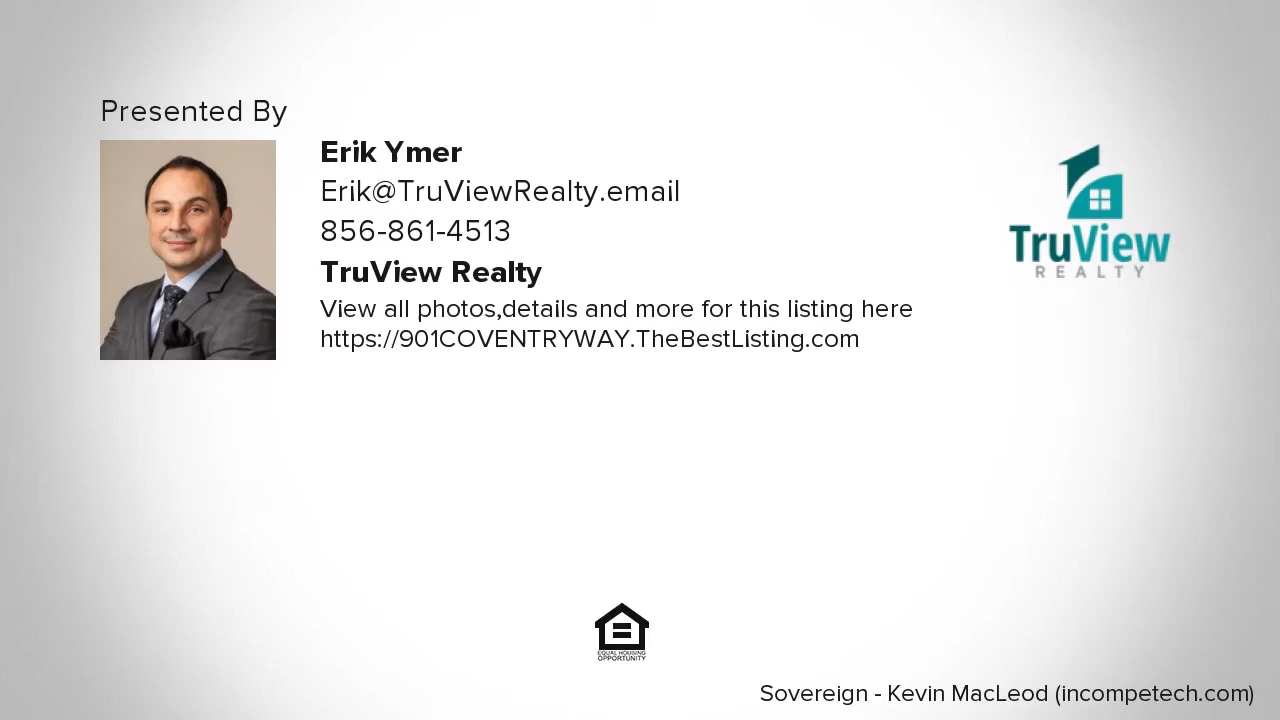 Presented By
Erik Ymer
Erik@TruViewRealty.email
856-861-4513
TruView Realty
View all photos,details and more for this listing here
https://901COVENTRYWAY.TheBestListing.com
TruView
REALTY
EQUAL HOUSING
OPPORTUNITY
Sovereign - Kevin MacLeod (incompetech.com)